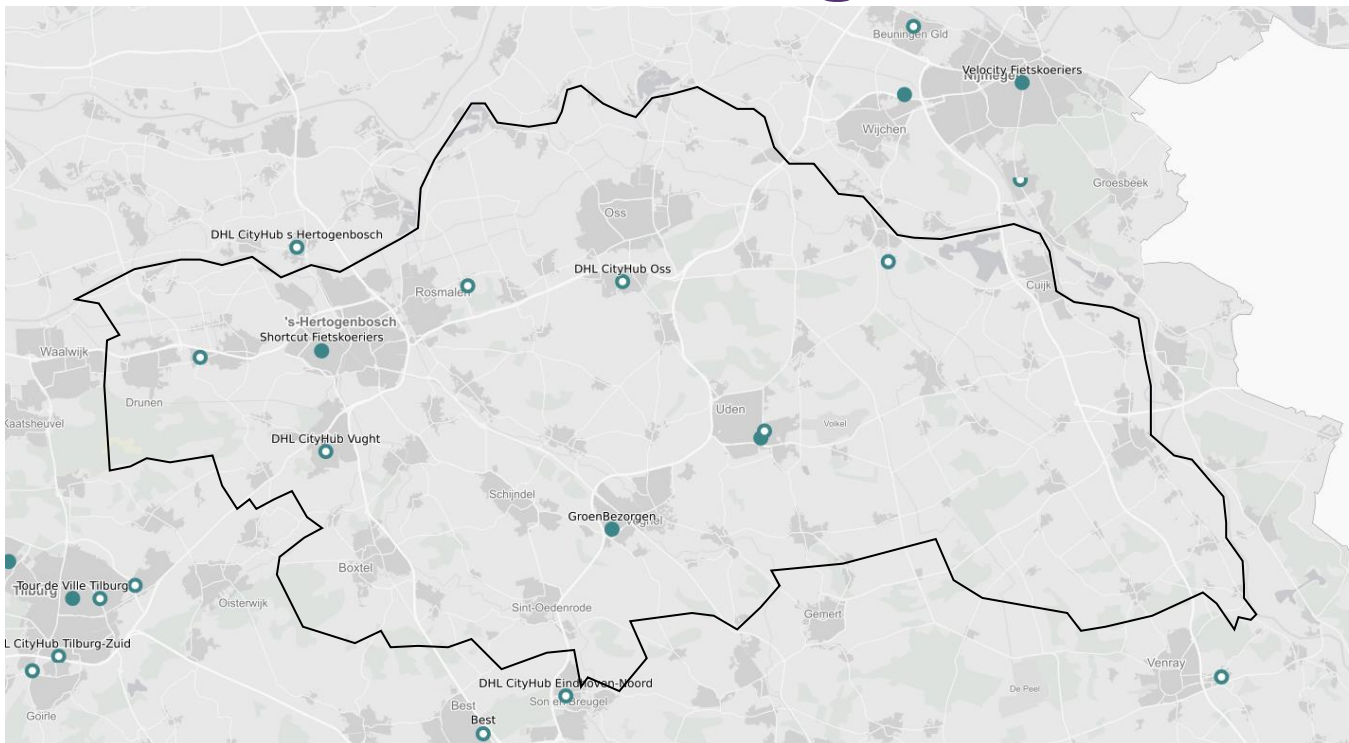 Beuningen Gld
Velocity Fietskoeriers
Nijmegen
Wijchen
Groesbeek
Oss
DHL CityHub s Hertogenbosch
DHL CityHub Oss
Cuijk
Rosmalen
's-Hertogenbosch
Shortcut Fietskoeriers
Waalwijk
Drunen
Uden
Kaatsheuvel
Volkel
DHL CityHub Vught
Schijndel
GroenBezorgen
Veghel
Boxtel
Tour de Ville Tilburg
Tilburg
Oisterwijk
Sint-Oedenrode
Gemert
L CityHub Tilburg-Zuid
Venray
DHL CityHub Eindhoven-Noord
De Peel
Son en Breugel
Best
Goirle
Best